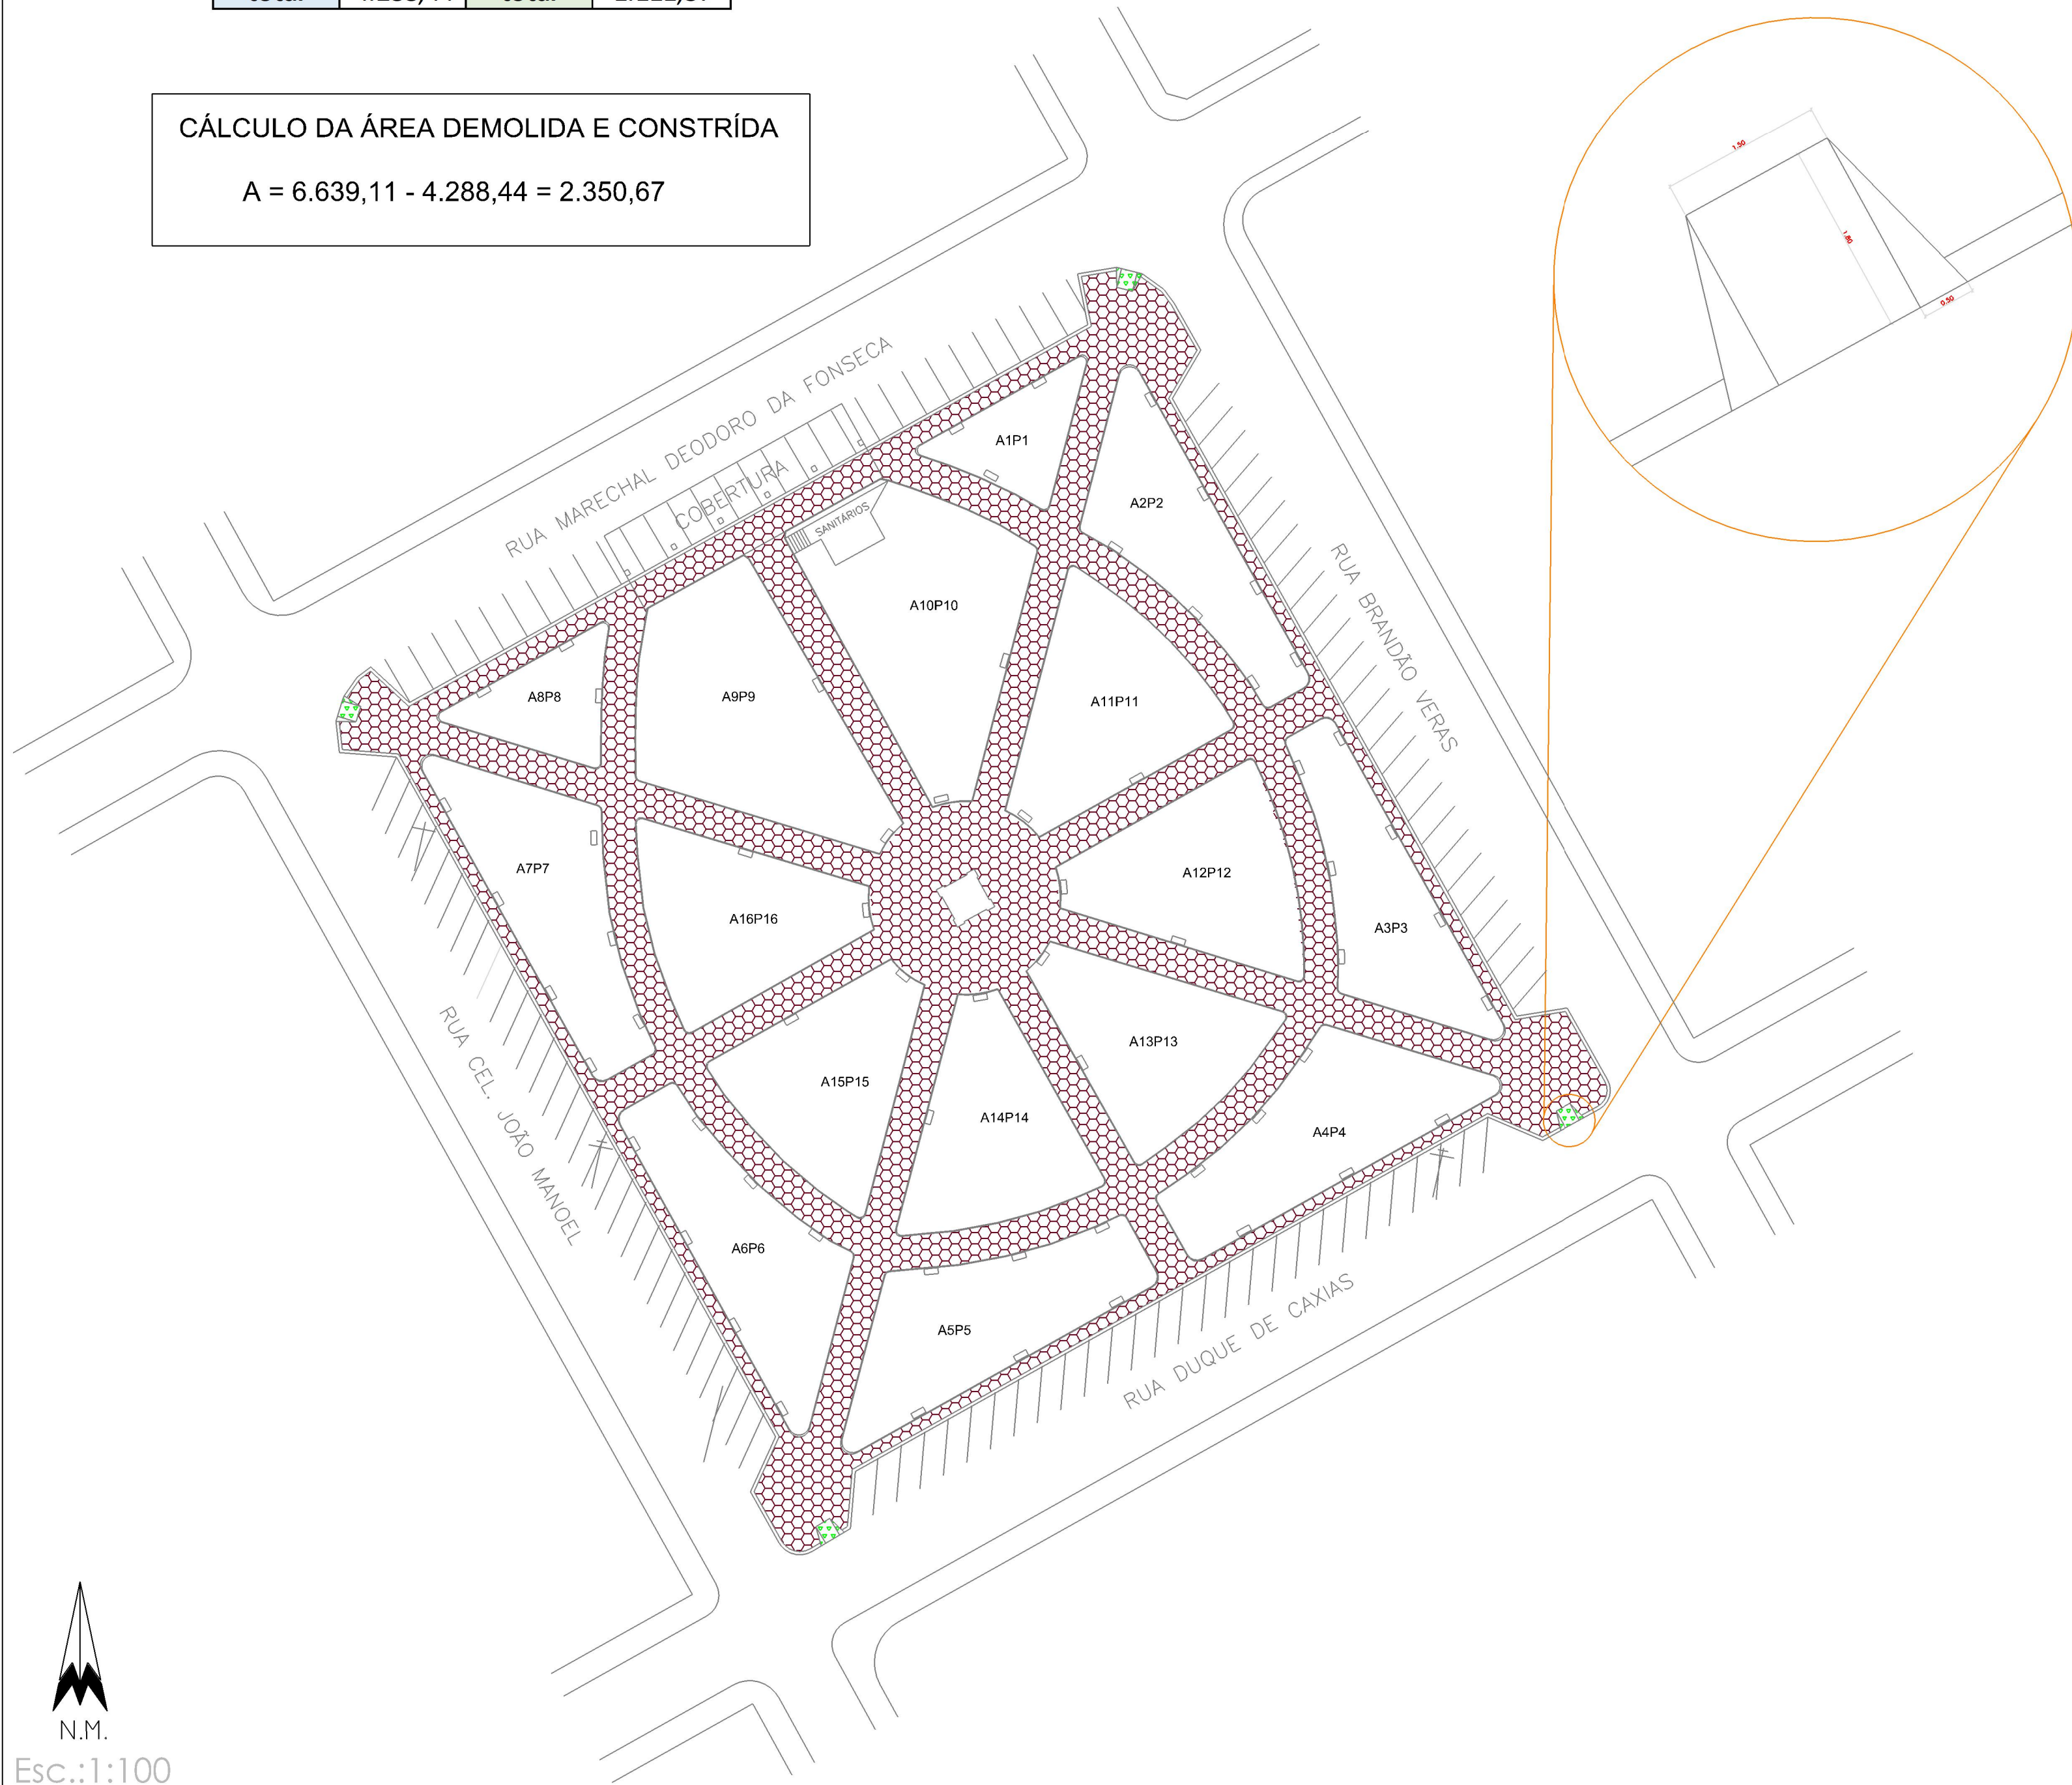 CÁLCULO DA ÁREA DEMOLIDA E CONSTRÍDA
A = 6.639,11 - 4.288,44 = 2.350,67
1.50
1.80
0.50
RUA MARECHAL DEODORO DA FONSECA
COBERTURA
SANITÁRIOS
A1P1
A2P2
RUA BRANDÃO VERAS
A10P10
A8P8
A9P9
A11P11
A7P7
A16P16
A12P12
A3P3
RUA CEL. JOÃO MANOEL
A15P15
A14P14
A13P13
A4P4
A6P6
A5P5
RUA DUQUE DE CAXIAS
N.M.
Esc.:1:100